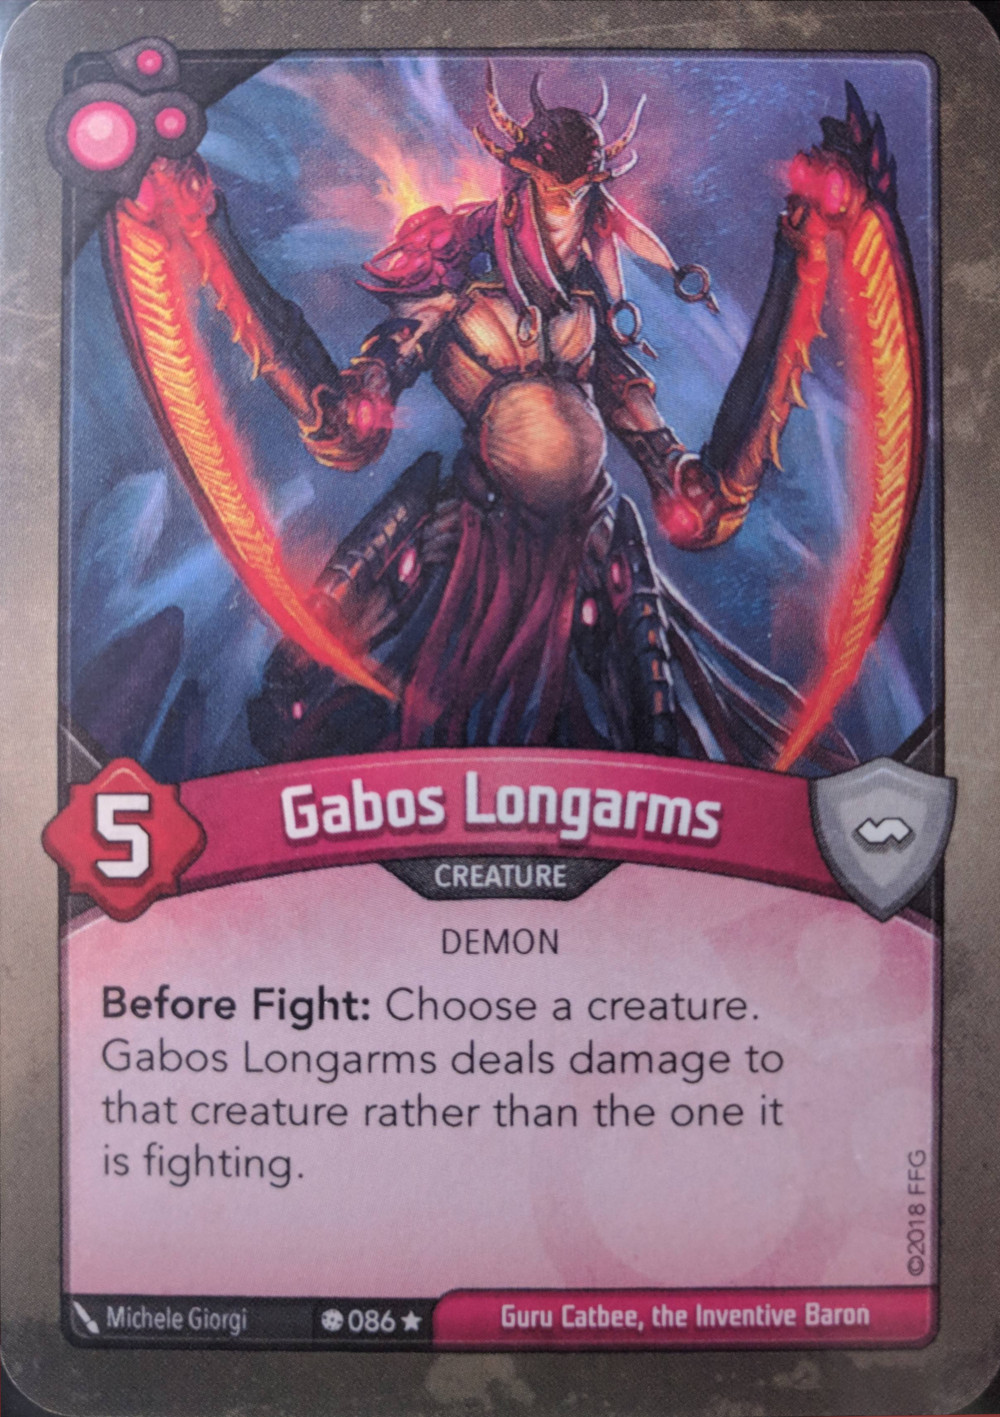 5
Gabos Longarms
CREATURE
DEMON
Before Fight: Choose a creature.
Gabos Longarms deals damage to
that creature rather than the one it
is fighting.
©2018 FFG
Michele Giorgi
086
Guru Catbee, the Inventive Baron